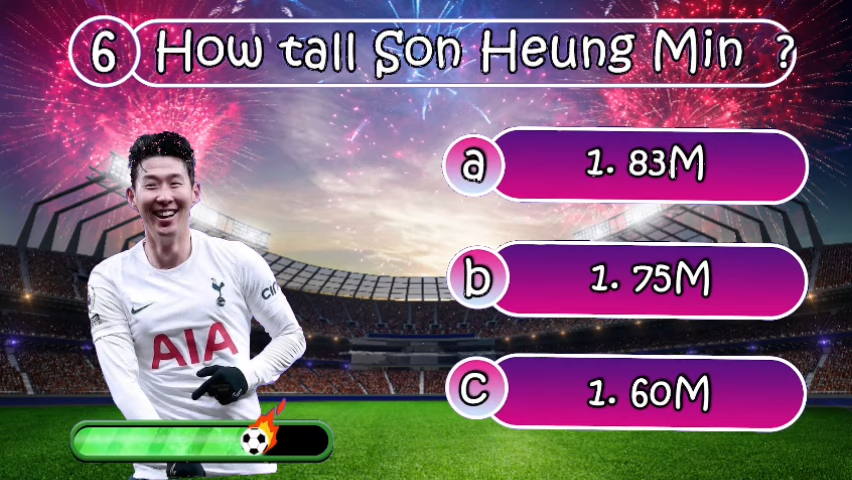 6 How tall Son Heung Min ?
a 1. 83M
b 1. 75M
c 1. 60M
AIA